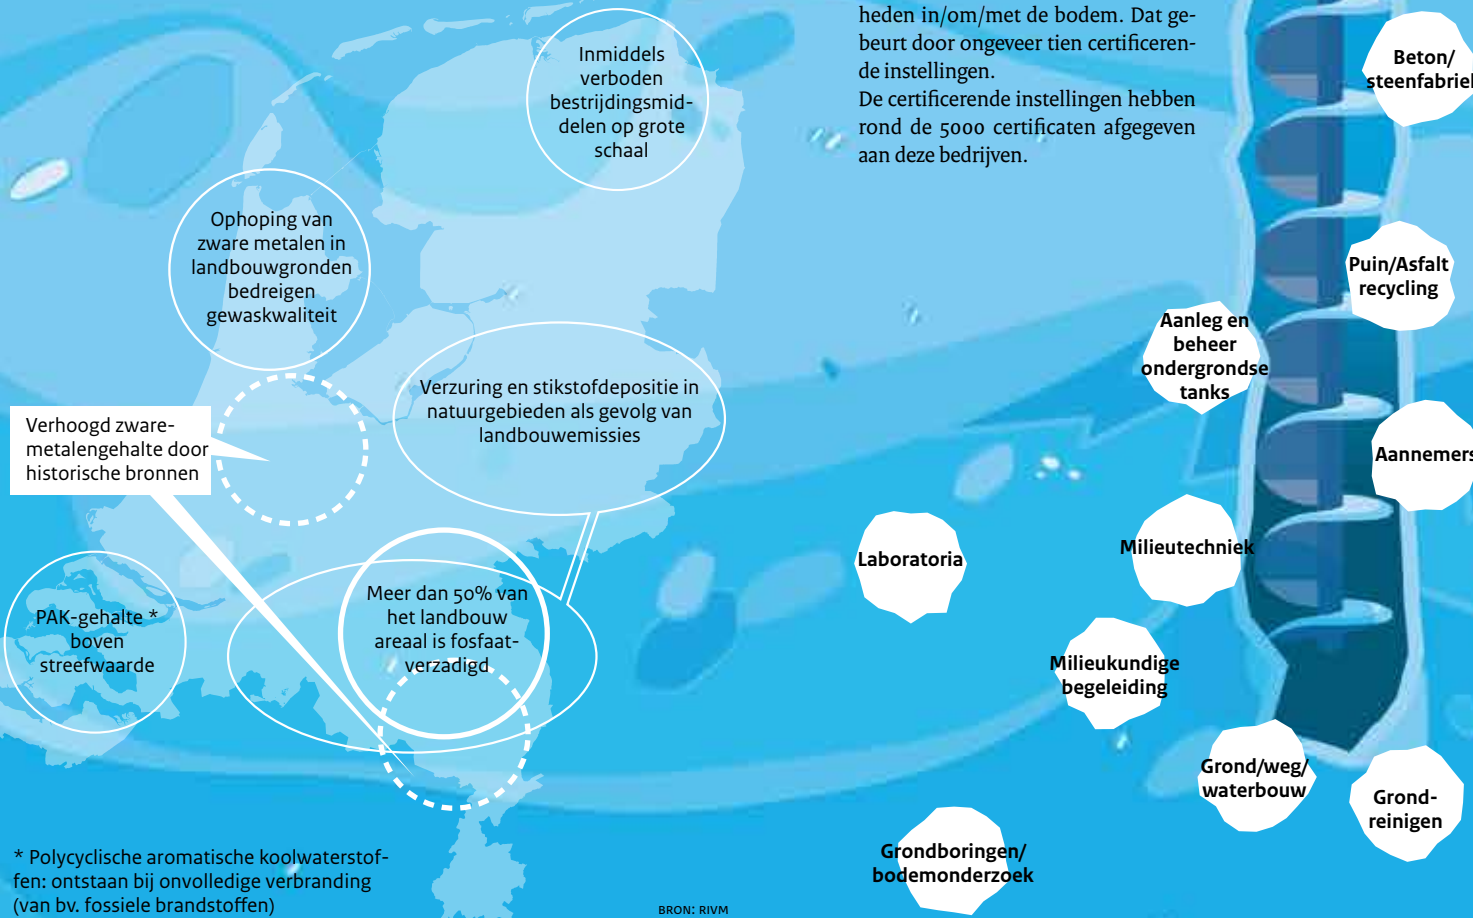 Inmiddels
verboden
bestrijdingsmid-
delen op grote
schaal
Ophoping van
zware metalen in
landbouwgronden
bedreigen
gewaskwaliteit
Verzuring en stikstofdepositie in
natuurgebieden als gevolg van
landbouwemissies
Verhoogd zware-
metalengehalte door
historische bronnen
Meer dan 50% van
het landbouw
areaal is fosfaat-
verzadigd
PAK-gehalte *
boven
streefwaarde
* Polycyclische aromatische koolwaterstof-
fen: ontstaan bij onvolledige verbranding
(van bv. fossiele brandstoffen)
BRON: RIVM
heden in/om/met de bodem. Dat ge-
beurt door ongeveer tien certificeren-
de instellingen.
De certificerende instellingen hebben
rond de 5000 certificaten afgegeven
aan deze bedrijven.
Beton/
steenfabriek
Puin/Asfalt
recycling
Aanleg en
beheer
ondergrondse
tanks
Aannemers
Laboratoria
Milieutechniek
Milieukundige
begeleiding
Grond/weg/
waterbouw
Grond-
reinigen
Grondboringen/
bodemonderzoek